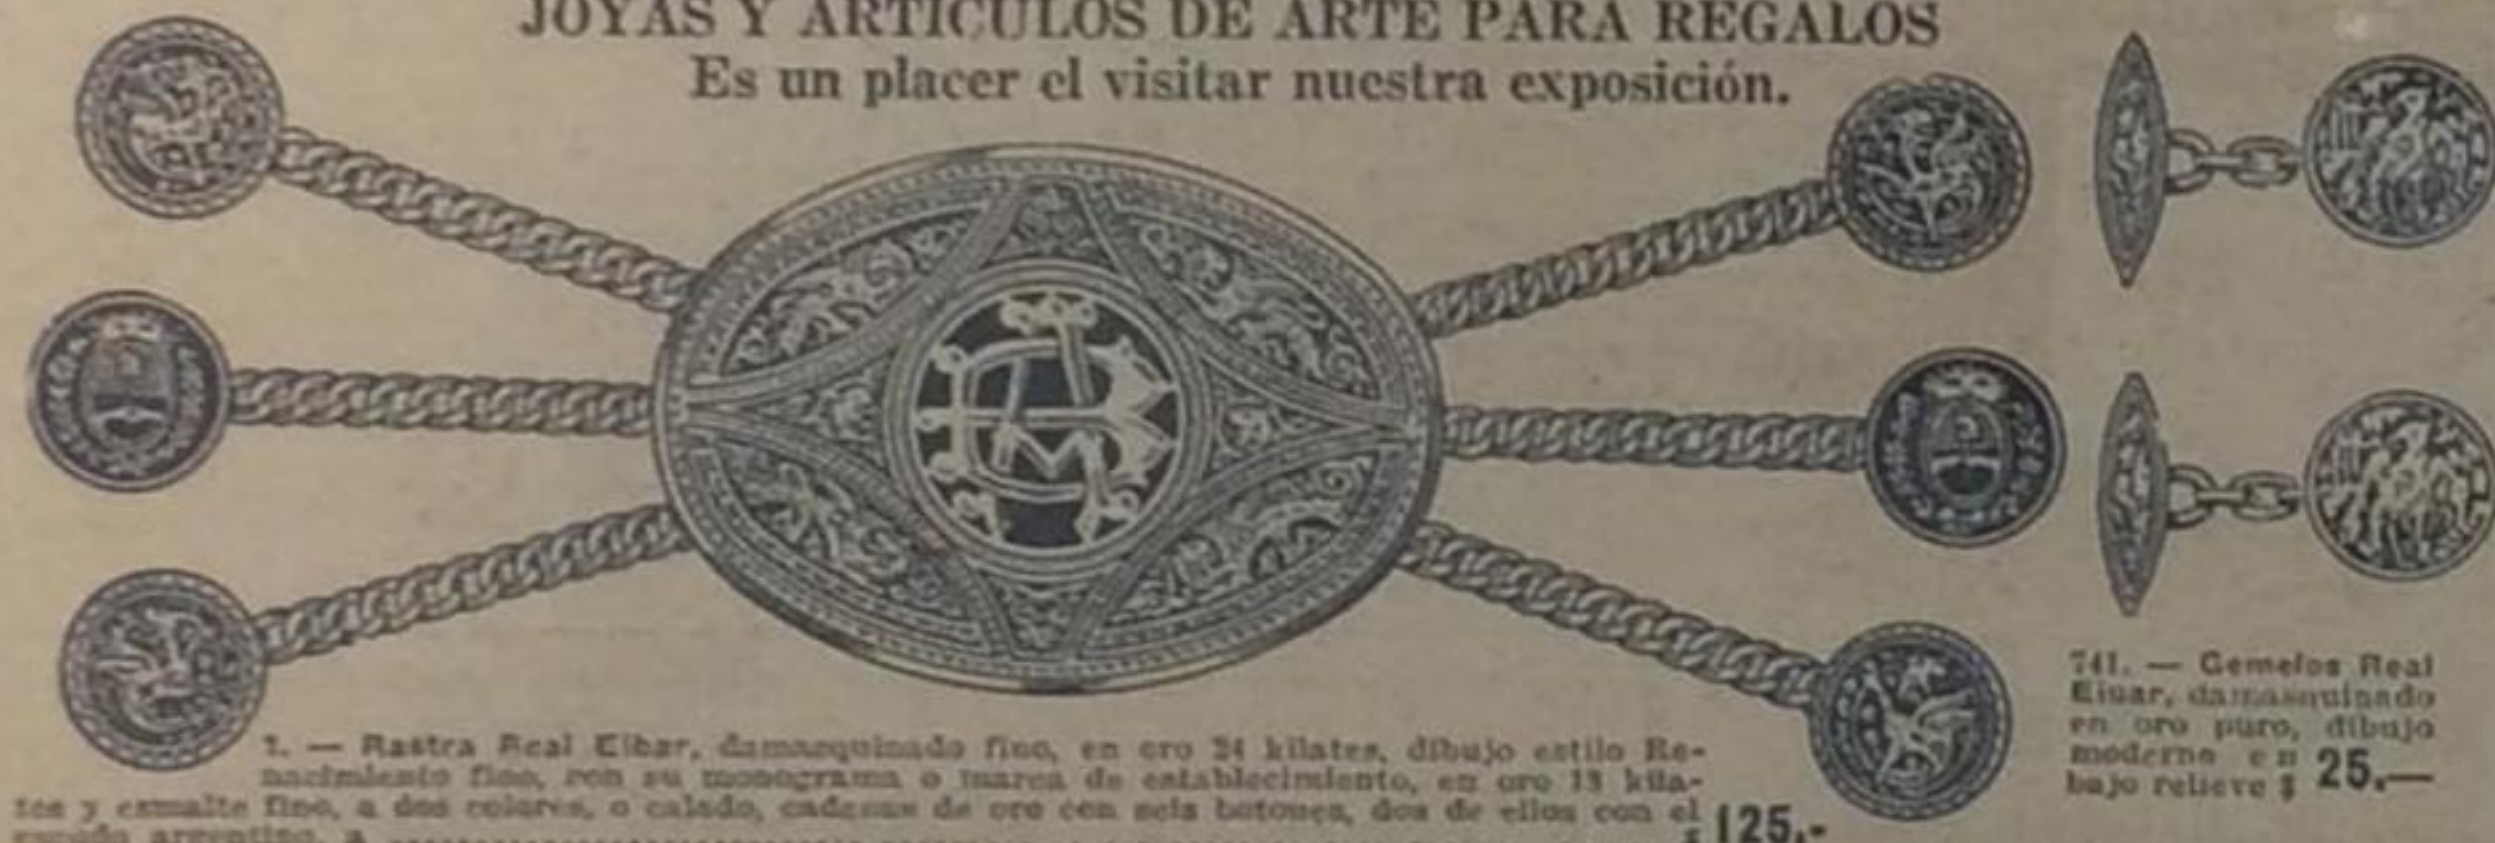 JOYAS Y ARTICULOS DE ARTE PARA REGALOS
Es un placer el visitar nuestra exposición.
1. — Rastra Real Eibar, damasquinado fino, en oro 24 kilates, dibujo estilo Re-
nacimiento fino, con su monograma o marca de establecimiento, en oro 18 kila-
tes y esmalte fino, a dos colores, o calado, cadenas de oro con seis botones, dos de ellos con el
escudo argentino, a ........ $ 125.-
741. — Gemelos Real
Eibar, damasquinado
en oro puro, dibujo
moderno en
bajo relieve $ 25.—